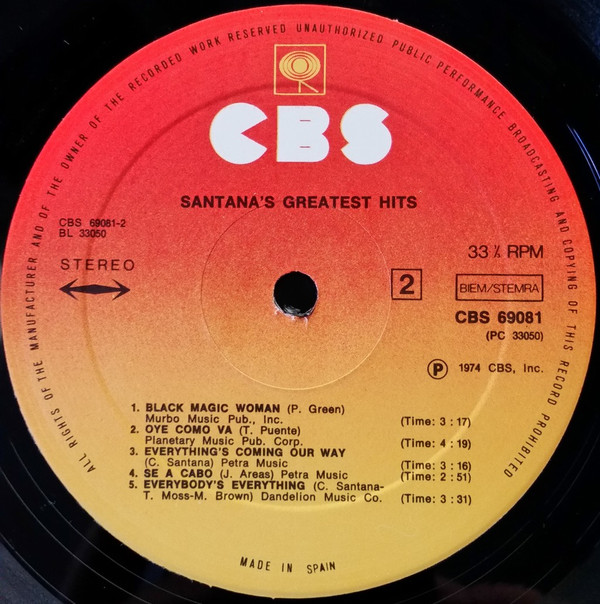 ALL RIGHTS OF THE MANUFACTURER AND OF THE OWNER OF THE RECORDED WORK RESERVED UNAUTHORIZED PUBLIC PERFORMANCE BROADCASTING AND COPYING OF THIS RECORD PROHIBITED
CBS
SANTANA'S GREATEST HITS
CBS 69081-2
BL 33050
STEREO
33 ⅓ RPM
2
BIEM/STEMRA
CBS 69081
(PC 33050)
Ⓟ 1974 CBS, Inc.
1. BLACK MAGIC WOMAN (P. Green)
Murbo Music Pub., Inc. (Time: 3 : 17)
2. OYE COMO VA (T. Puente)
Planetary Music Pub. Corp. (Time: 4 : 19)
3. EVERYTHING'S COMING OUR WAY
(C. Santana) Petra Music (Time: 3 : 16)
4. SE A CABO (J. Areas) Petra Music (Time: 2 : 51)
5. EVERYBODY'S EVERYTHING (C. Santana-
T. Moss-M. Brown) Dandelion Music Co. (Time: 3 : 31)
MADE IN SPAIN